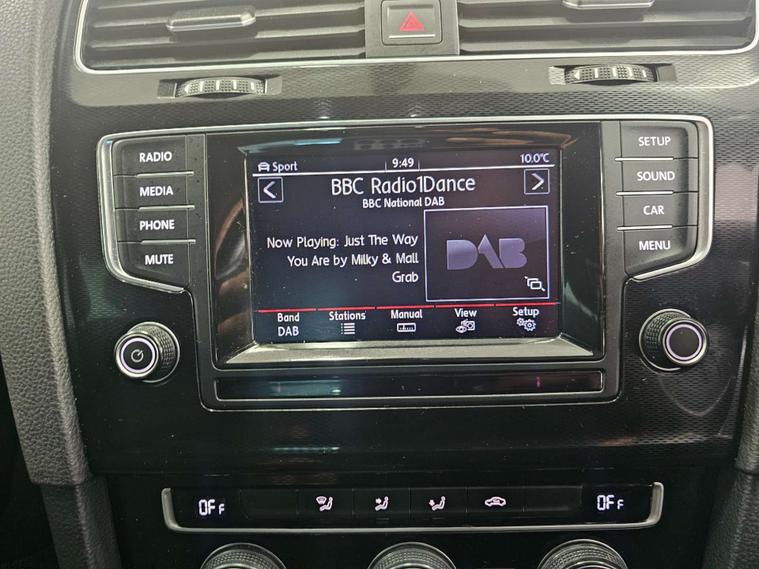 RADIO
MEDIA
PHONE
MUTE
Sport
9:49
10.0°C
BBC Radio1Dance
BBC National DAB
Now Playing: Just The Way
You Are by Milky & Mall
Grab
DAB
Band
DAB
Stations
Manual
View
Setup
SETUP
SOUND
CAR
MENU
OFF
OFF